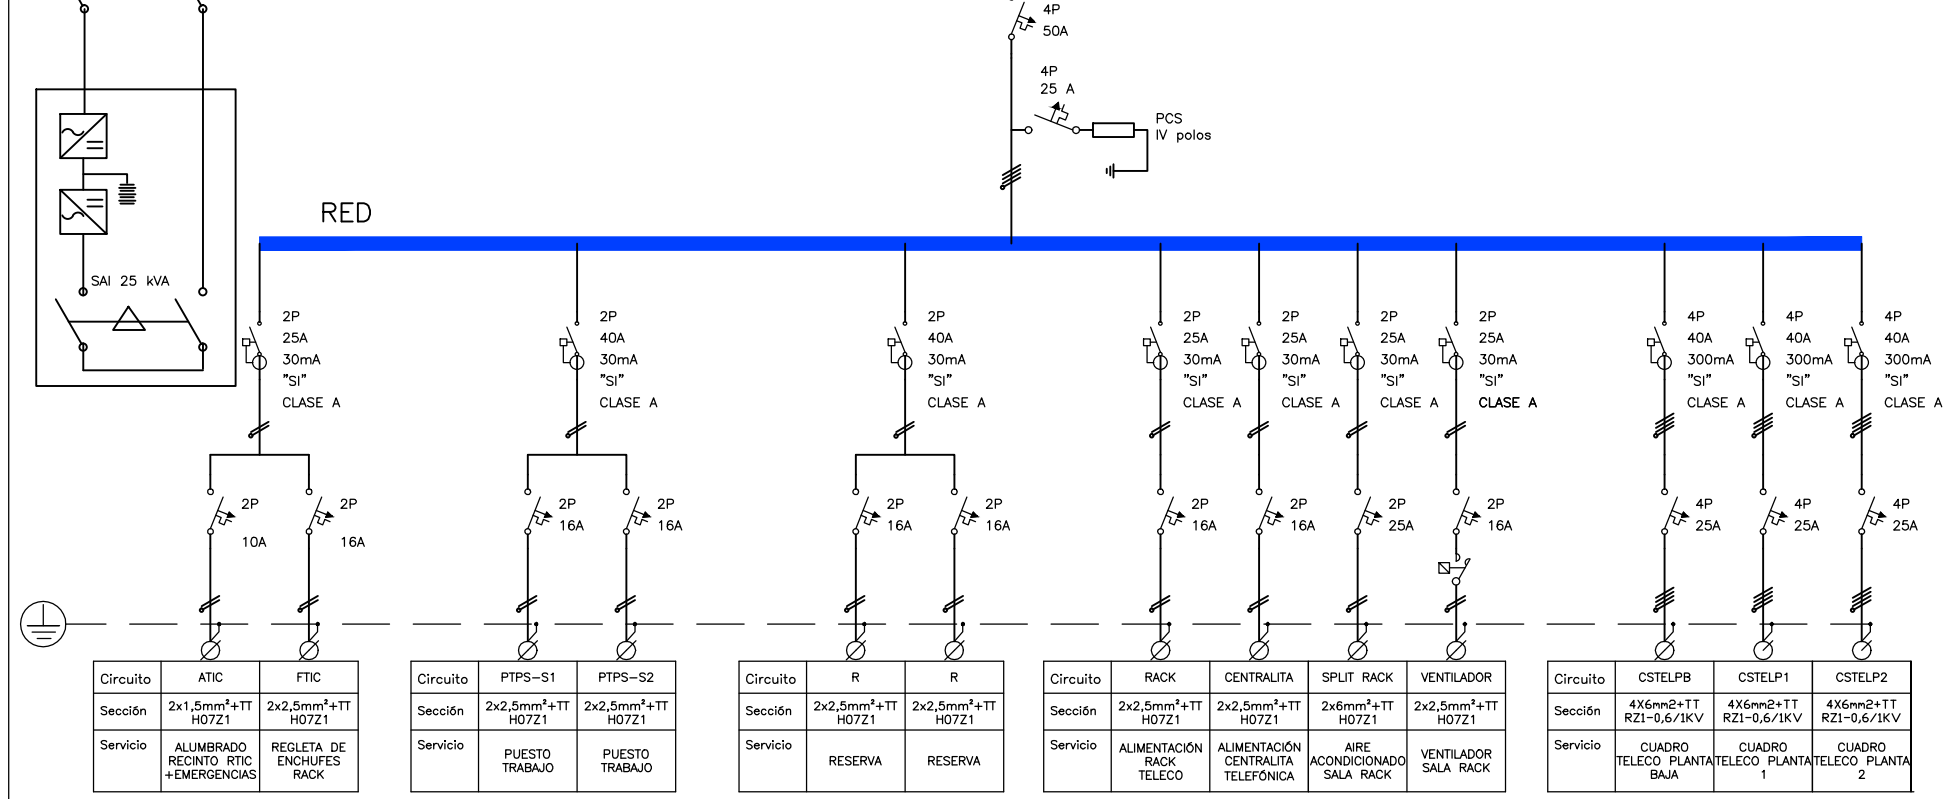 4P
50A
4P
25 A
PCS
IV polos
RED
SAI 25 kVA
2P
25A
30mA
"SI"
CLASE A
2P
40A
30mA
"SI"
CLASE A
2P
40A
30mA
"SI"
CLASE A
2P
25A
30mA
"SI"
CLASE A
2P
25A
30mA
"SI"
CLASE A
2P
25A
30mA
"SI"
CLASE A
2P
25A
30mA
"SI"
CLASE A
4P
40A
300mA
"SI"
CLASE A
4P
40A
300mA
"SI"
CLASE A
4P
40A
300mA
"SI"
CLASE A
2P
10A
2P
16A
2P
16A
2P
16A
2P
16A
2P
16A
2P
16A
2P
16A
2P
25A
2P
16A
4P
25A
4P
25A
4P
25A
Circuito ATIC FTIC
Sección 2x1,5mm²+TT H07Z1 2x2,5mm²+TT H07Z1
Servicio ALUMBRADO RECINTO RTIC +EMERGENCIAS REGLETA DE ENCHUFES RACK
Circuito PTPS-S1 PTPS-S2
Sección 2x2,5mm²+TT H07Z1 2x2,5mm²+TT H07Z1
Servicio PUESTO TRABAJO PUESTO TRABAJO
Circuito R R
Sección 2x2,5mm²+TT H07Z1 2x2,5mm²+TT H07Z1
Servicio RESERVA RESERVA
Circuito RACK CENTRALITA SPLIT RACK VENTILADOR
Sección 2x2,5mm²+TT H07Z1 2x2,5mm²+TT H07Z1 2x6mm²+TT H07Z1 2x2,5mm²+TT H07Z1
Servicio ALIMENTACIÓN RACK TELECO ALIMENTACIÓN CENTRALITA TELEFÓNICA AIRE ACONDICIONADO SALA RACK VENTILADOR SALA RACK
Circuito CSTELPB CSTELP1 CSTELP2
Sección 4X6mm2+TT RZ1-0,6/1KV 4X6mm2+TT RZ1-0,6/1KV 4X6mm2+TT RZ1-0,6/1KV
Servicio CUADRO TELECO PLANTA BAJA CUADRO TELECO PLANTA 1 CUADRO TELECO PLANTA 2